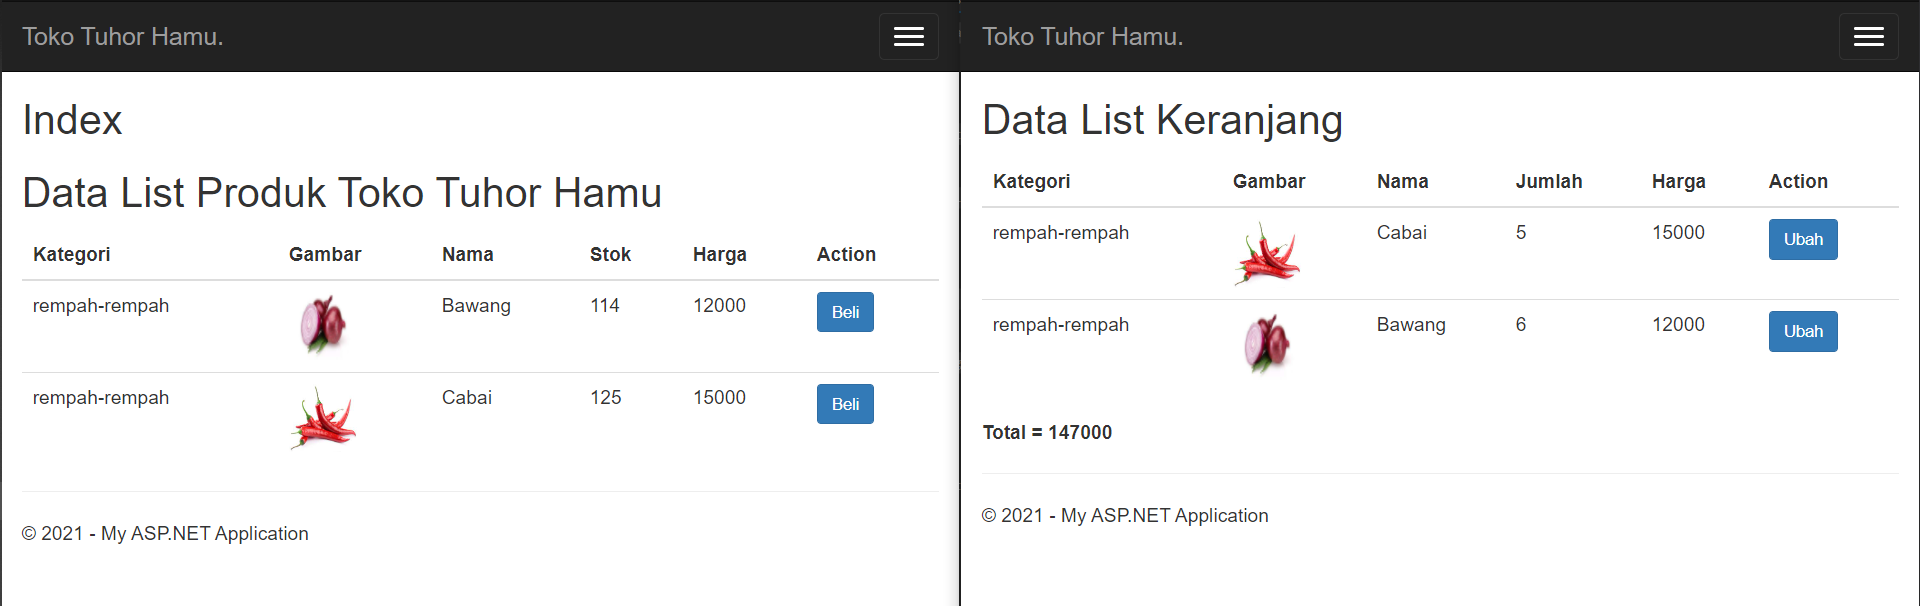 Toko Tuhor Hamu.
Index
Data List Produk Toko Tuhor Hamu
Kategori Gambar Nama Stok Harga Action
rempah-rempah Bawang 114 12000 Beli
rempah-rempah Cabai 125 15000 Beli
© 2021 - My ASP.NET Application
Toko Tuhor Hamu.
Data List Keranjang
Kategori Gambar Nama Jumlah Harga Action
rempah-rempah Cabai 5 15000 Ubah
rempah-rempah Bawang 6 12000 Ubah
Total = 147000
© 2021 - My ASP.NET Application